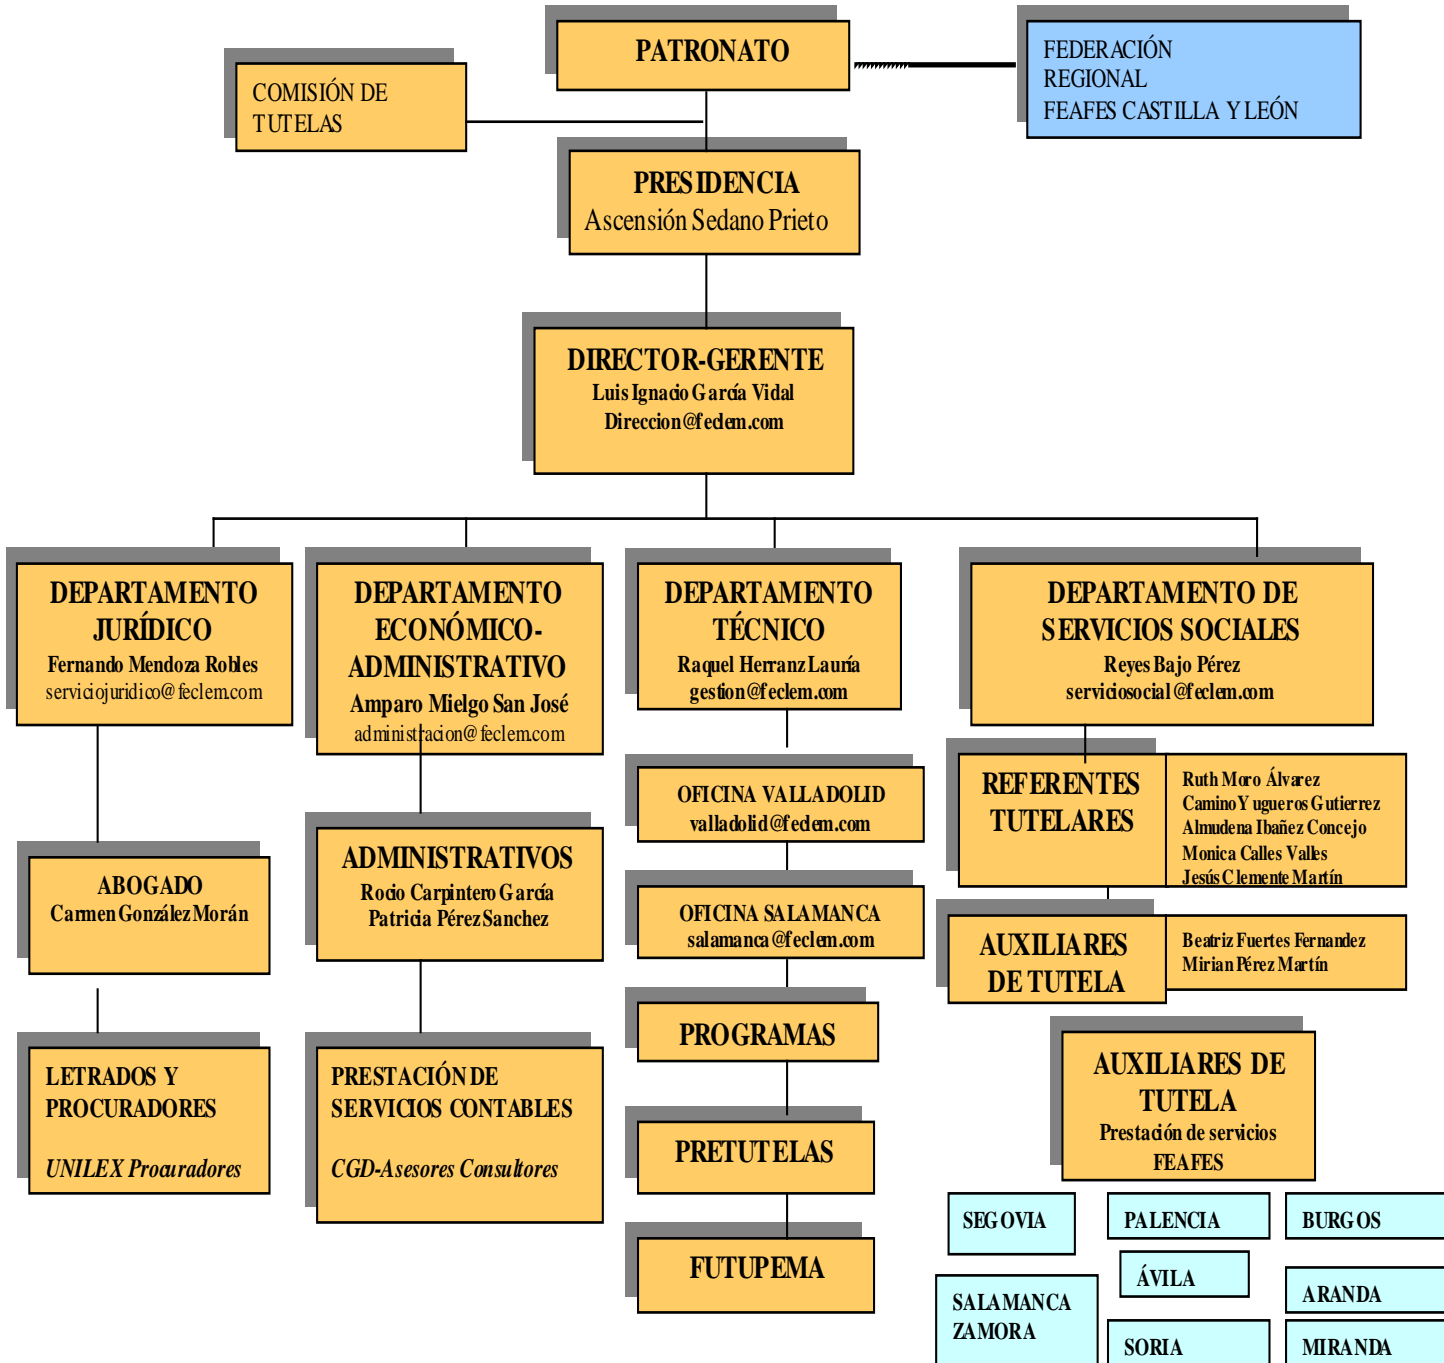 PATRONATO
FEDERACIÓN
REGIONAL
FEAFES CASTILLA Y LEÓN
COMISIÓN DE
TUTELAS
PRESIDENCIA
Ascensión Sedano Prieto
DIRECTOR-GERENTE
Luis Ignacio García Vidal
Direccion@feclem.com
DEPARTAMENTO
JURÍDICO
Fernando Mendoza Robles
serviciojuridico@feclem.com
ABOGADO
Carmen González Morán
LETRADOS Y
PROCURADORES
UNILEX Procuradores
DEPARTAMENTO
ECONÓMICO-
ADMINISTRATIVO
Amparo Mielgo San José
administracion@feclem.com
ADMINISTRATIVOS
Rocio Carpintero García
Patricia Pérez Sanchez
PRESTACIÓN DE
SERVICIOS CONTABLES
CGD-Asesores Consultores
DEPARTAMENTO
TÉCNICO
Raquel Herranz Lauría
gestion@feclem.com
OFICINA VALLADOLID
valladolid@feclem.com
OFICINA SALAMANCA
salamanca@feclem.com
PROGRAMAS
PRETUTELAS
FUTUPEMA
DEPARTAMENTO DE
SERVICIOS SOCIALES
Reyes Bajo Pérez
serviciosocial@feclem.com
REFERENTES
TUTELARES
Ruth Moro Álvarez
Camino Yugueros Gutierrez
Almudena Ibañez Concejo
Monica Calles Valles
Jesús Clemente Martín
AUXILIARES
DE TUTELA
Beatriz Fuertes Fernandez
Mirian Pérez Martín
AUXILIARES DE
TUTELA
Prestación de servicios
FEAFES
SEGOVIA
PALENCIA
BURGOS
ÁVILA
ARANDA
SALAMANCA
ZAMORA
SORIA
MIRANDA